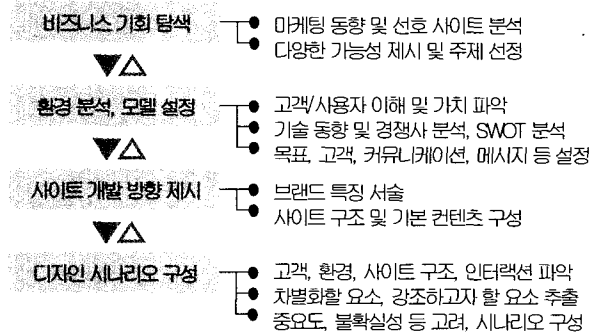 비즈니스 기회 탐색
마케팅 동향 및 선호 사이트 분석
다양한 가능성 제시 및 주제 선정
환경 분석, 모델 설정
고객/사용자 이해 및 가치 파악
기술 동향 및 경쟁사 분석, SWOT 분석
목표, 고객, 커뮤니케이션, 메시지 등 설정
사이트 개발 방향 제시
브랜드 특징 서술
사이트 구조 및 기본 컨텐츠 구성
디자인 시나리오 구성
고객, 환경, 사이트 구조, 인터랙션 파악
차별화할 요소, 강조하고자 할 요소 추출
중요도, 불확실성 등 고려, 시나리오 구성